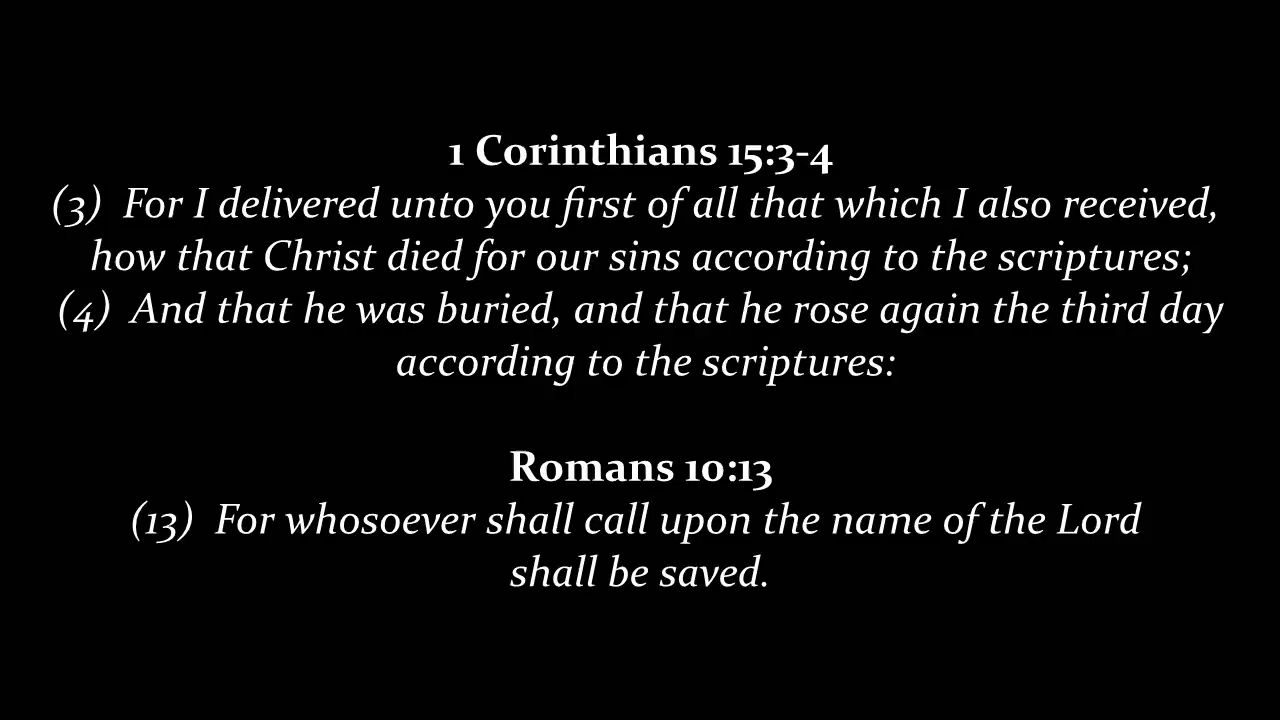 1 Corinthians 15:3-4
(3) For I delivered unto you first of all that which I also received,
how that Christ died for our sins according to the scriptures;
(4) And that he was buried, and that he rose again the third day
according to the scriptures:
Romans 10:13
(13) For whosoever shall call upon the name of the Lord
shall be saved.